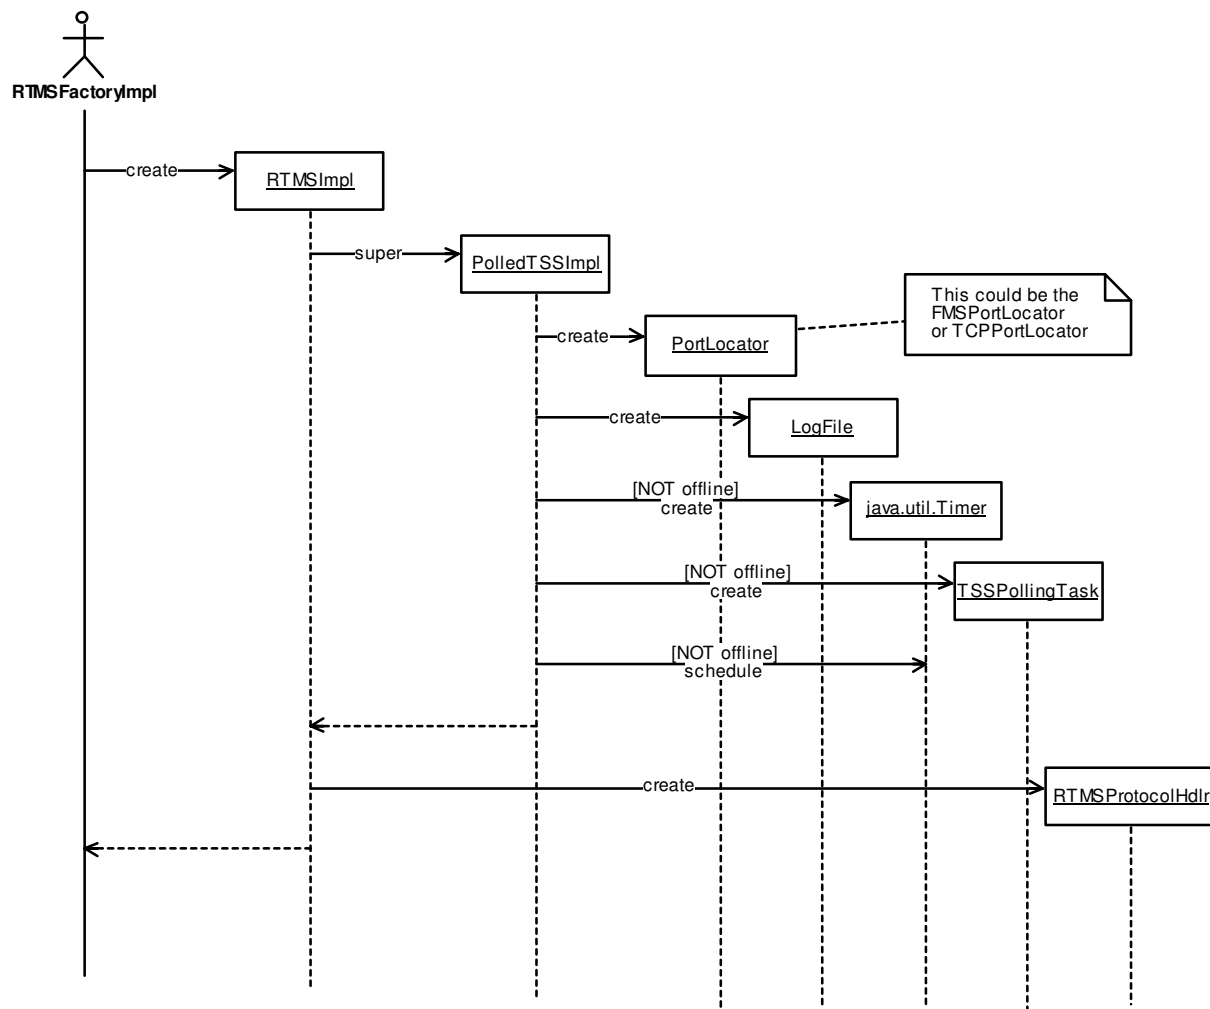 RTMSFactoryImpl
create
RTMSImpl
super
PolledTSSImpl
This could be the
FMSPortLocator
or TCPPortLocator
create
PortLocator
create
LogFile
[NOT offline]
create
java.util.Timer
[NOT offline]
create
TSSPollingTask
[NOT offline]
schedule
create
RTMSProtocolHdlr